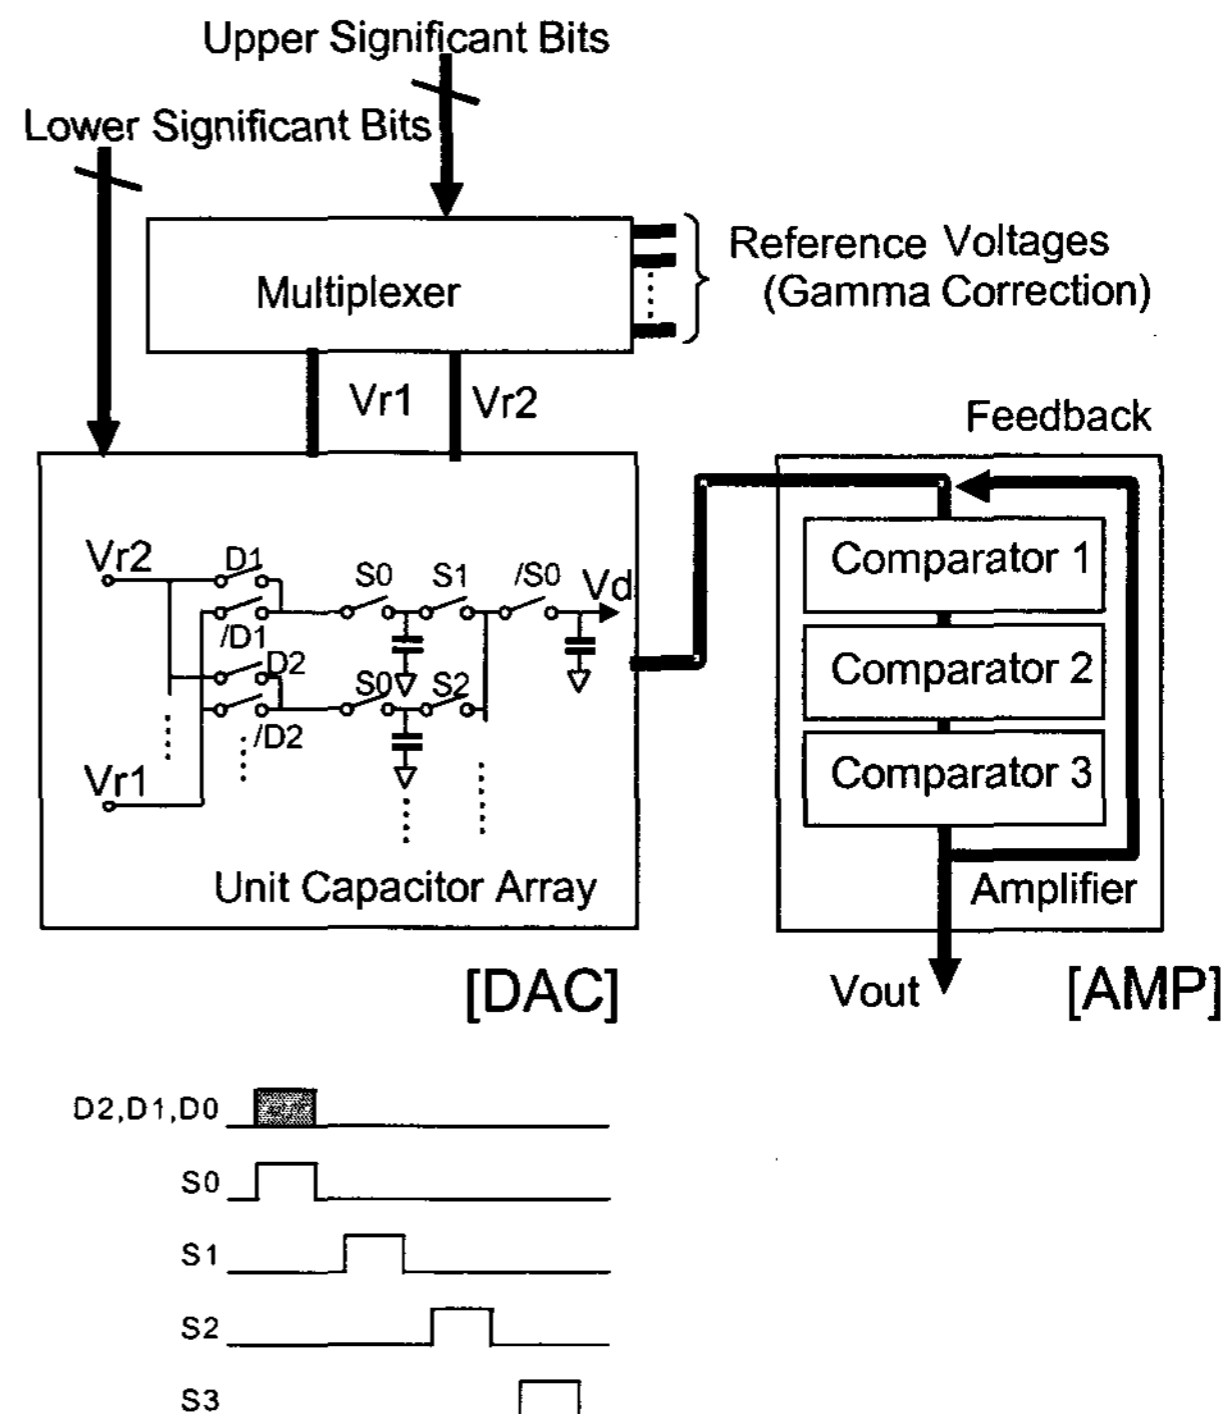 Upper Significant Bits
Lower Significant Bits
Multiplexer
Reference Voltages
(Gamma Correction)
Vr1
Vr2
Feedback
Vr2
D1
S0
S1
/S0
Vd
/D1
D2
S0
S2
/D2
Vr1
Unit Capacitor Array
Comparator 1
Comparator 2
Comparator 3
Amplifier
[DAC]
Vout
[AMP]
D2,D1,D0
S0
S1
S2
S3